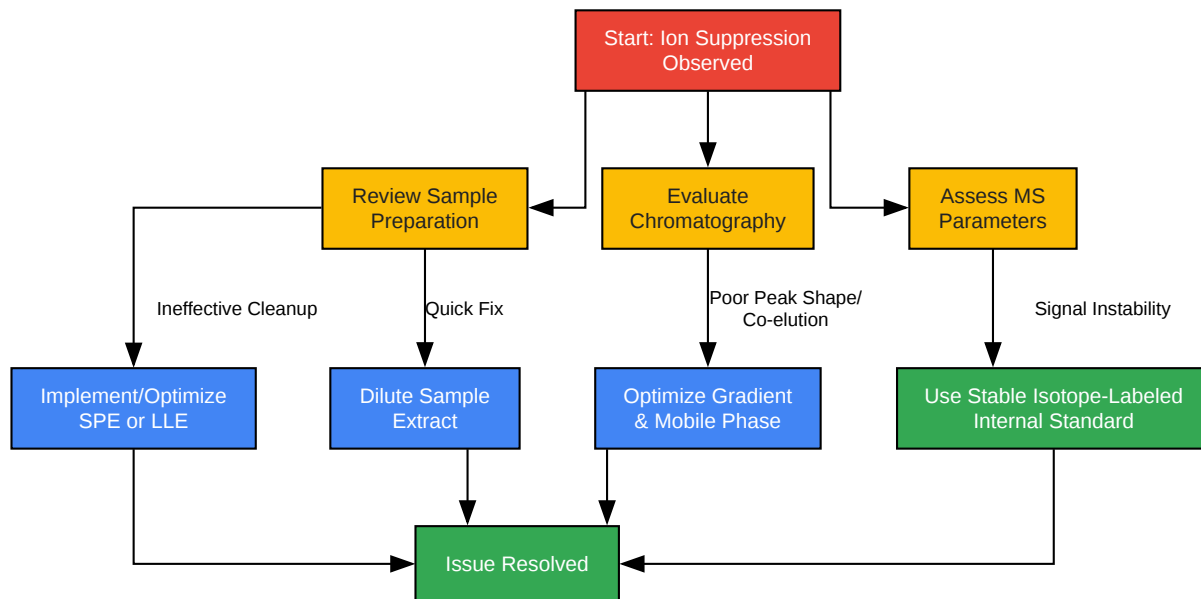 Start: Ion Suppression
Observed
Review Sample
Preparation
Evaluate
Chromatography
Assess MS
Parameters
Ineffective Cleanup
Quick Fix
Poor Peak Shape/
Co-elution
Signal Instability
Implement/Optimize
SPE or LLE
Dilute Sample
Extract
Optimize Gradient
& Mobile Phase
Use Stable Isotope-Labeled
Internal Standard
Issue Resolved